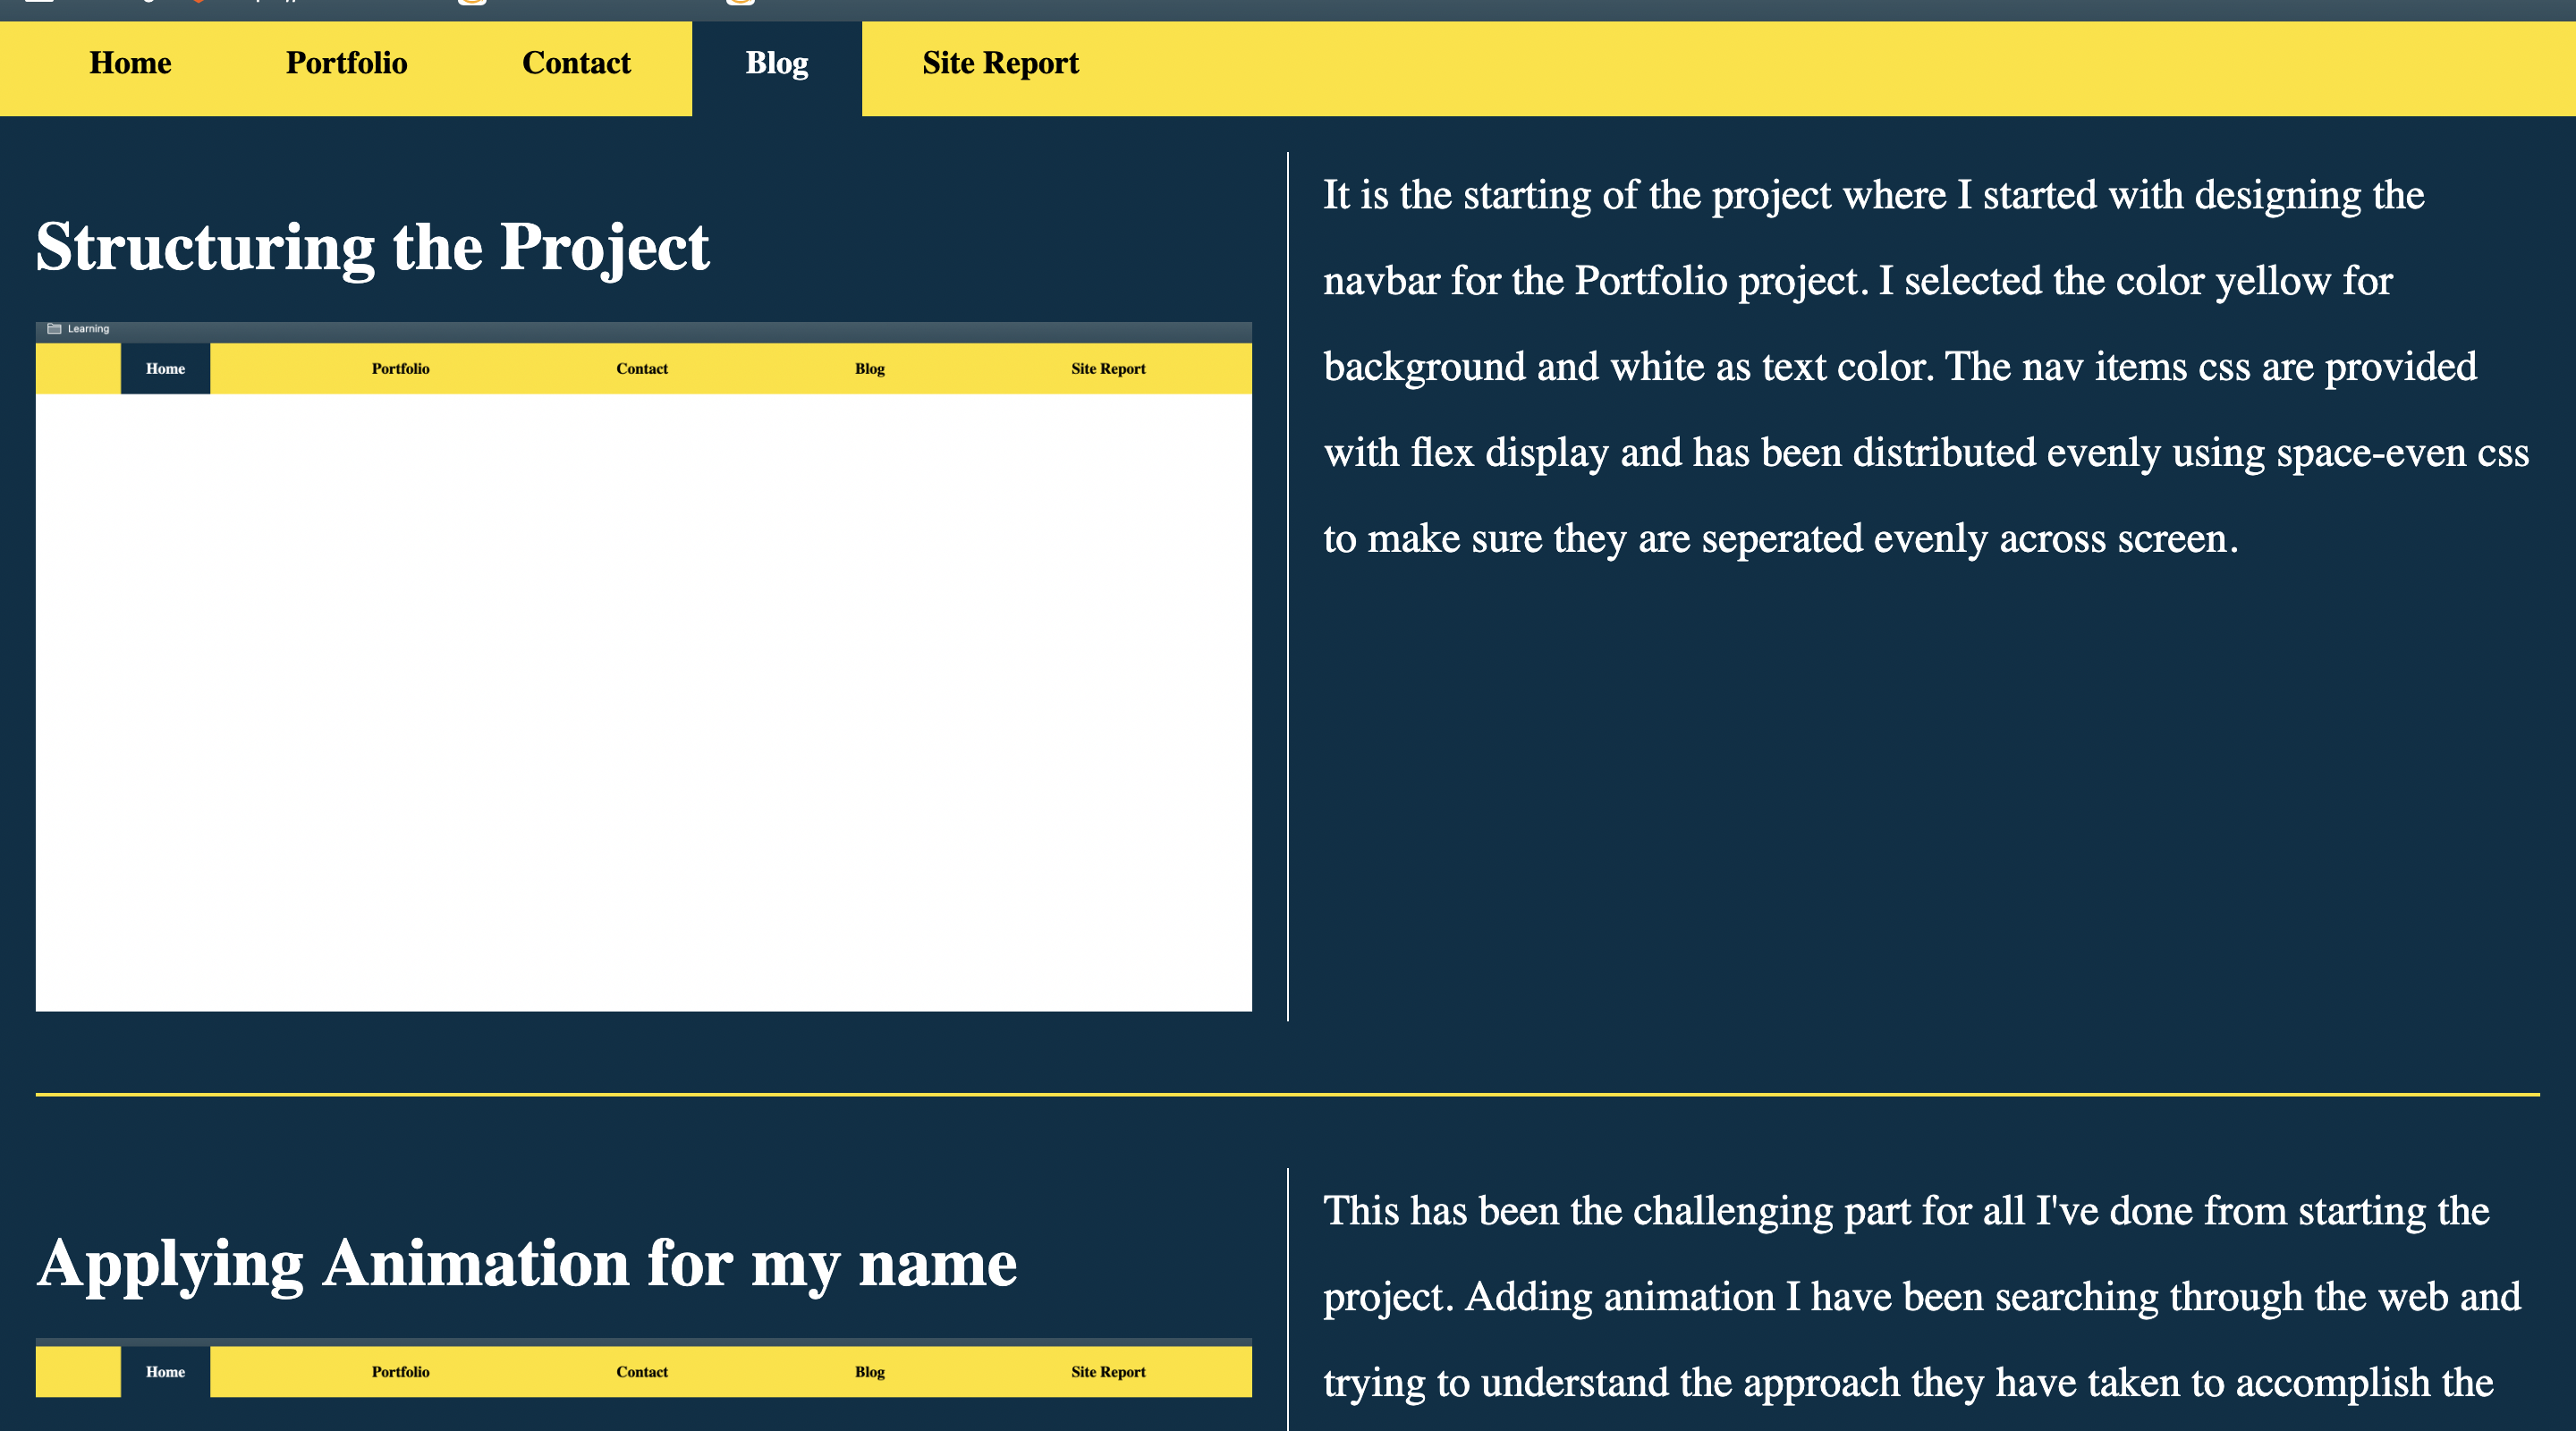 Home Portfolio Contact Blog Site Report
Structuring the Project
Learning
Home Portfolio Contact Blog Site Report
It is the starting of the project where I started with designing the
navbar for the Portfolio project. I selected the color yellow for
background and white as text color. The nav items css are provided
with flex display and has been distributed evenly using space-even css
to make sure they are seperated evenly across screen.
Applying Animation for my name
Home Portfolio Contact Blog Site Report
This has been the challenging part for all I've done from starting the
project. Adding animation I have been searching through the web and
trying to understand the approach they have taken to accomplish the